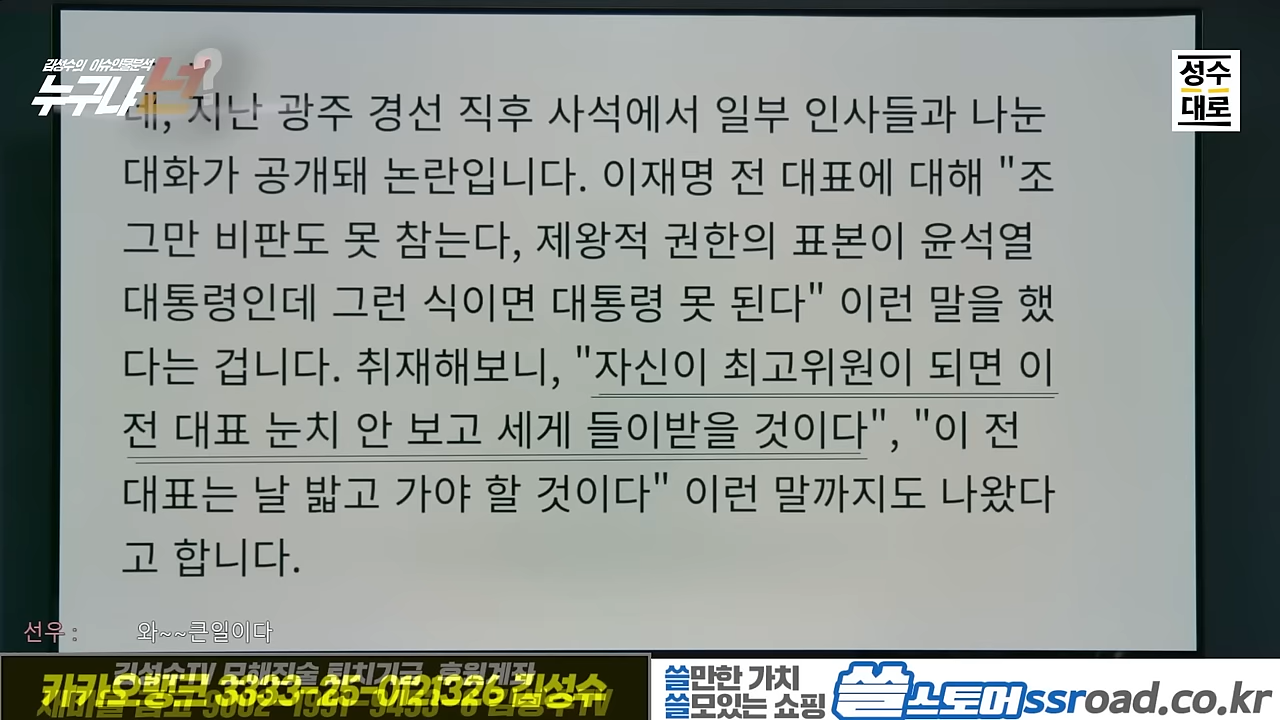 김성수의 이슈인물분석
누구냐 넌?
성수
대로
네, 지난 광주 경선 직후 사석에서 일부 인사들과 나눈
대화가 공개돼 논란입니다. 이재명 전 대표에 대해 "조
그만 비판도 못 참는다, 제왕적 권한의 표본이 윤석열
대통령인데 그런 식이면 대통령 못 된다" 이런 말을 했
다는 겁니다. 취재해보니, "자신이 최고위원이 되면 이
전 대표 눈치 안 보고 세게 들이받을 것이다", "이 전
대표는 날 밟고 가야 할 것이다" 이런 말까지도 나왔다
고 합니다.
선우 : 와~~큰일이다
카카오뱅크 3333-25-0121326 김성수
쓸만한 가치
쓸모있는 쇼핑
쓸스토어ssroad.co.kr